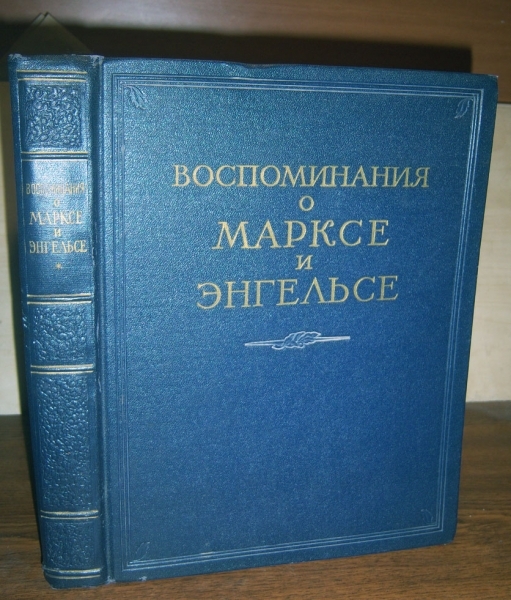 ВОСПОМИНАНИЯ
О
МАРКСЕ
И
ЭНГЕЛЬСЕ
ВОСПОМИНАНИЯ
О
МАРКСЕ
И
ЭНГЕЛЬСЕ